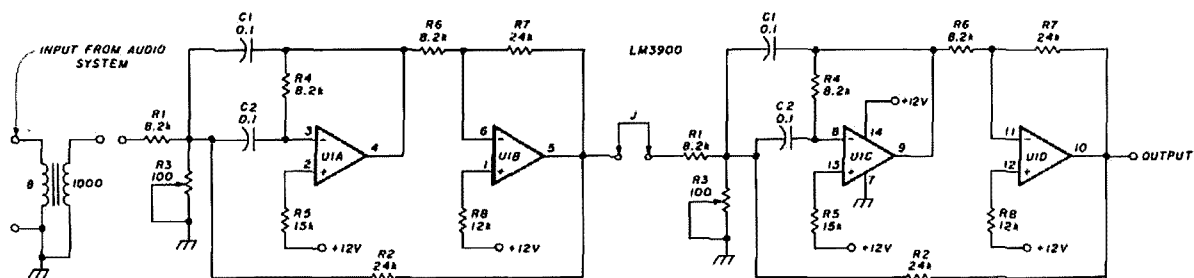 INPUT FROM AUDIO
SYSTEM
8
1000
R1
8.2k
R3
100
C1
0.1
C2
0.1
R4
8.2k
3
2
4
U1A
-
+
R5
15k
+12V
R6
8.2k
R7
24k
6
1
5
U1B
-
+
R8
12k
+12V
R2
24k
LM3900
J
R1
8.2k
R3
100
C1
0.1
C2
0.1
R4
8.2k
+12V
8
13
14
9
7
U1C
-
+
R5
15k
+12V
R6
8.2k
R7
24k
11
12
10
U1D
-
+
R8
12k
+12V
R2
24k
OUTPUT